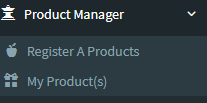 Product Manager
Register A Products
My Product(s)